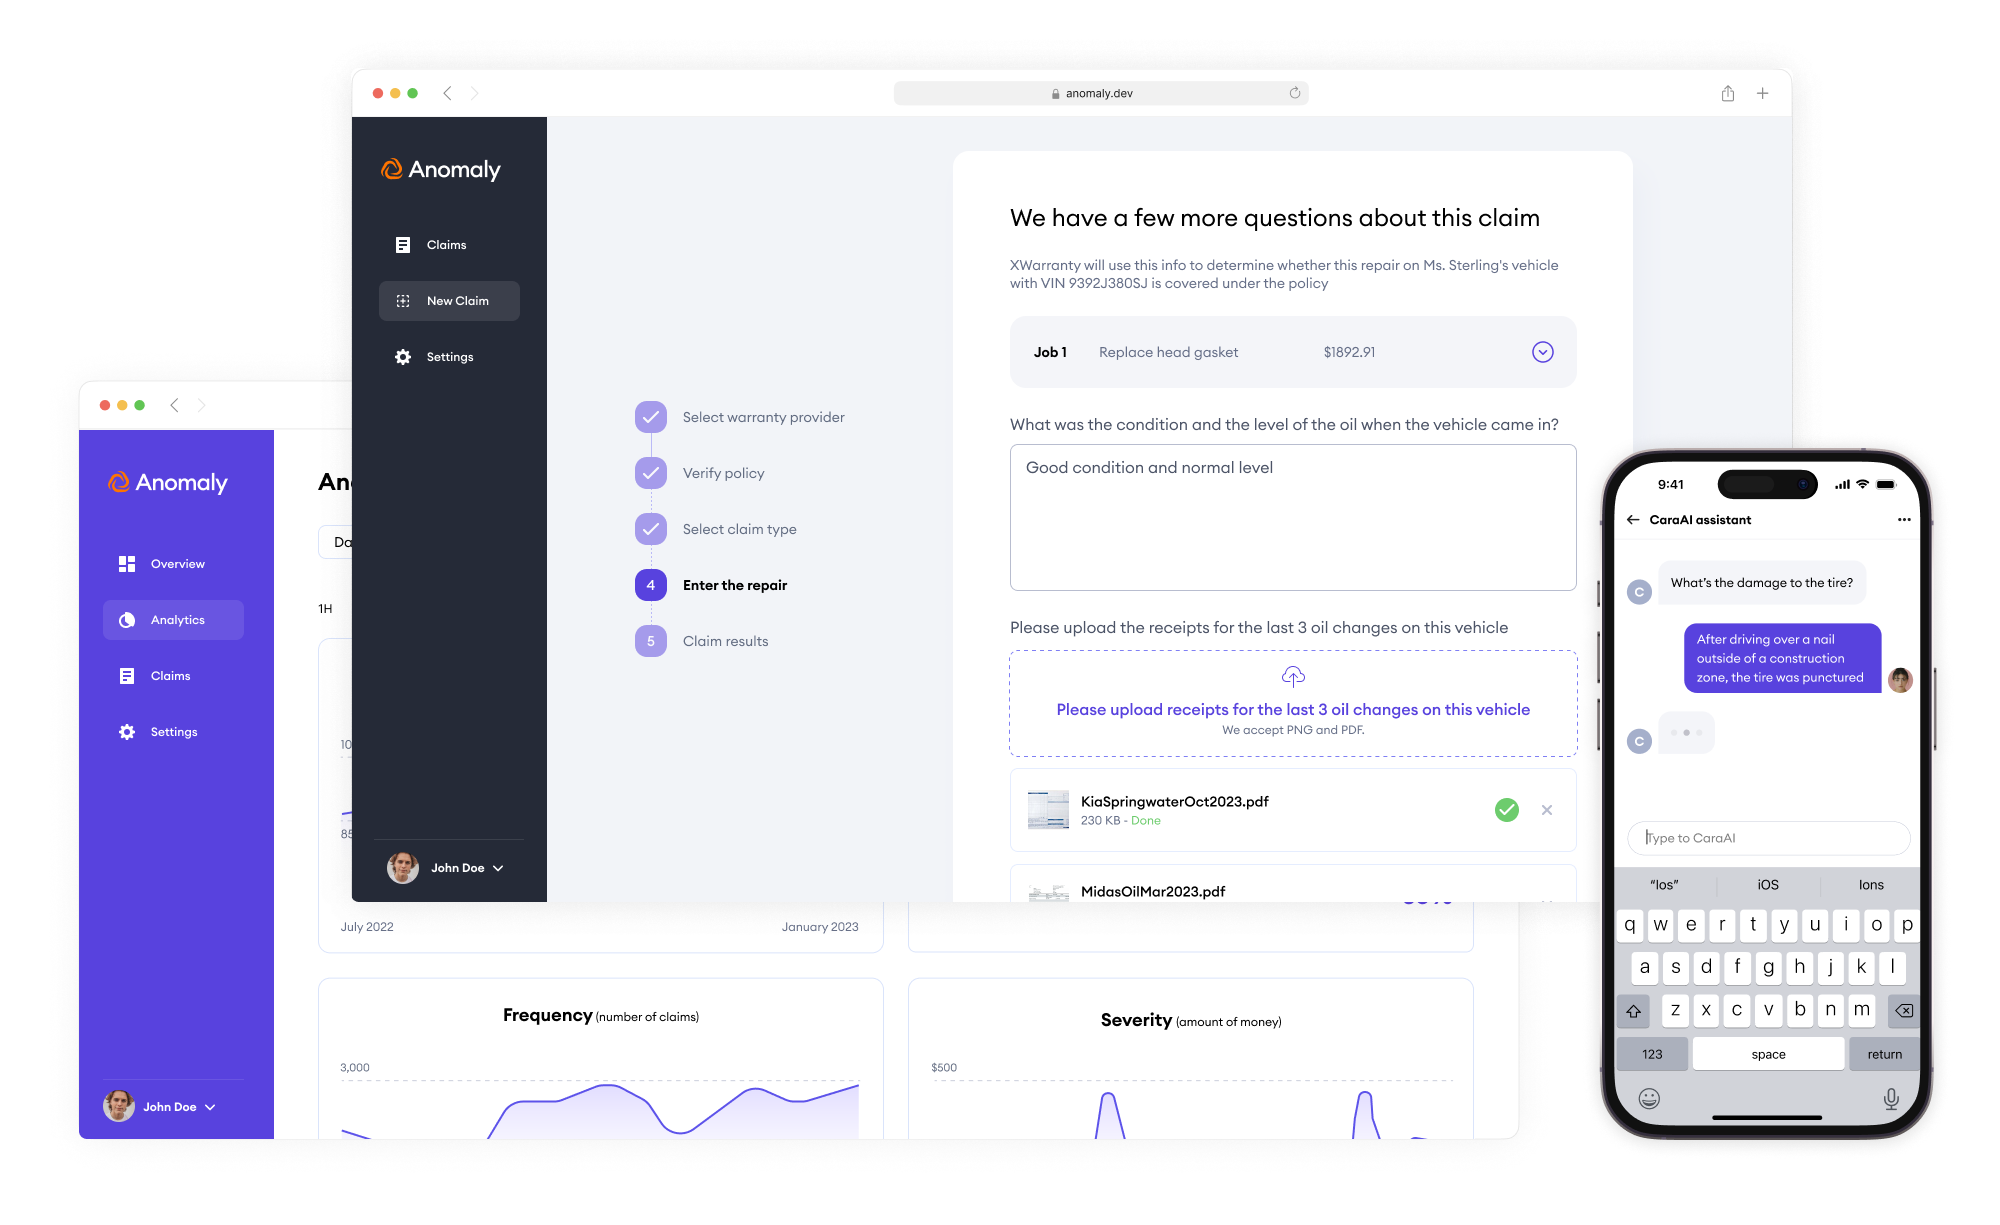 anomaly.dev
Anomaly
Claims
New Claim
Settings
John Doe
Select warranty provider
Verify policy
Select claim type
4
Enter the repair
5
Claim results
We have a few more questions about this claim
XWarranty will use this info to determine whether this repair on Ms. Sterling's vehicle
with VIN 9392J380SJ is covered under the policy
Job 1 Replace head gasket $1892.91
What was the condition and the level of the oil when the vehicle came in?
Good condition and normal level
Please upload the receipts for the last 3 oil changes on this vehicle
Please upload receipts for the last 3 oil changes on this vehicle
We accept PNG and PDF.
KiaSpringwaterOct2023.pdf
230 KB - Done
MidasOilMar2023.pdf
Anomaly
Overview
Analytics
Claims
Settings
John Doe
An
Da
1H
10
85
July 2022
January 2023
Frequency (number of claims)
3,000
Severity (amount of money)
$500
9:41
CaraAI assistant
C
What's the damage to the tire?
After driving over a nail
outside of a construction
zone, the tire was punctured
C
Type to CaraAI
“Ios” iOS Ions
q w e r t y u i o p
a s d f g h j k l
z x c v b n m
123 space return